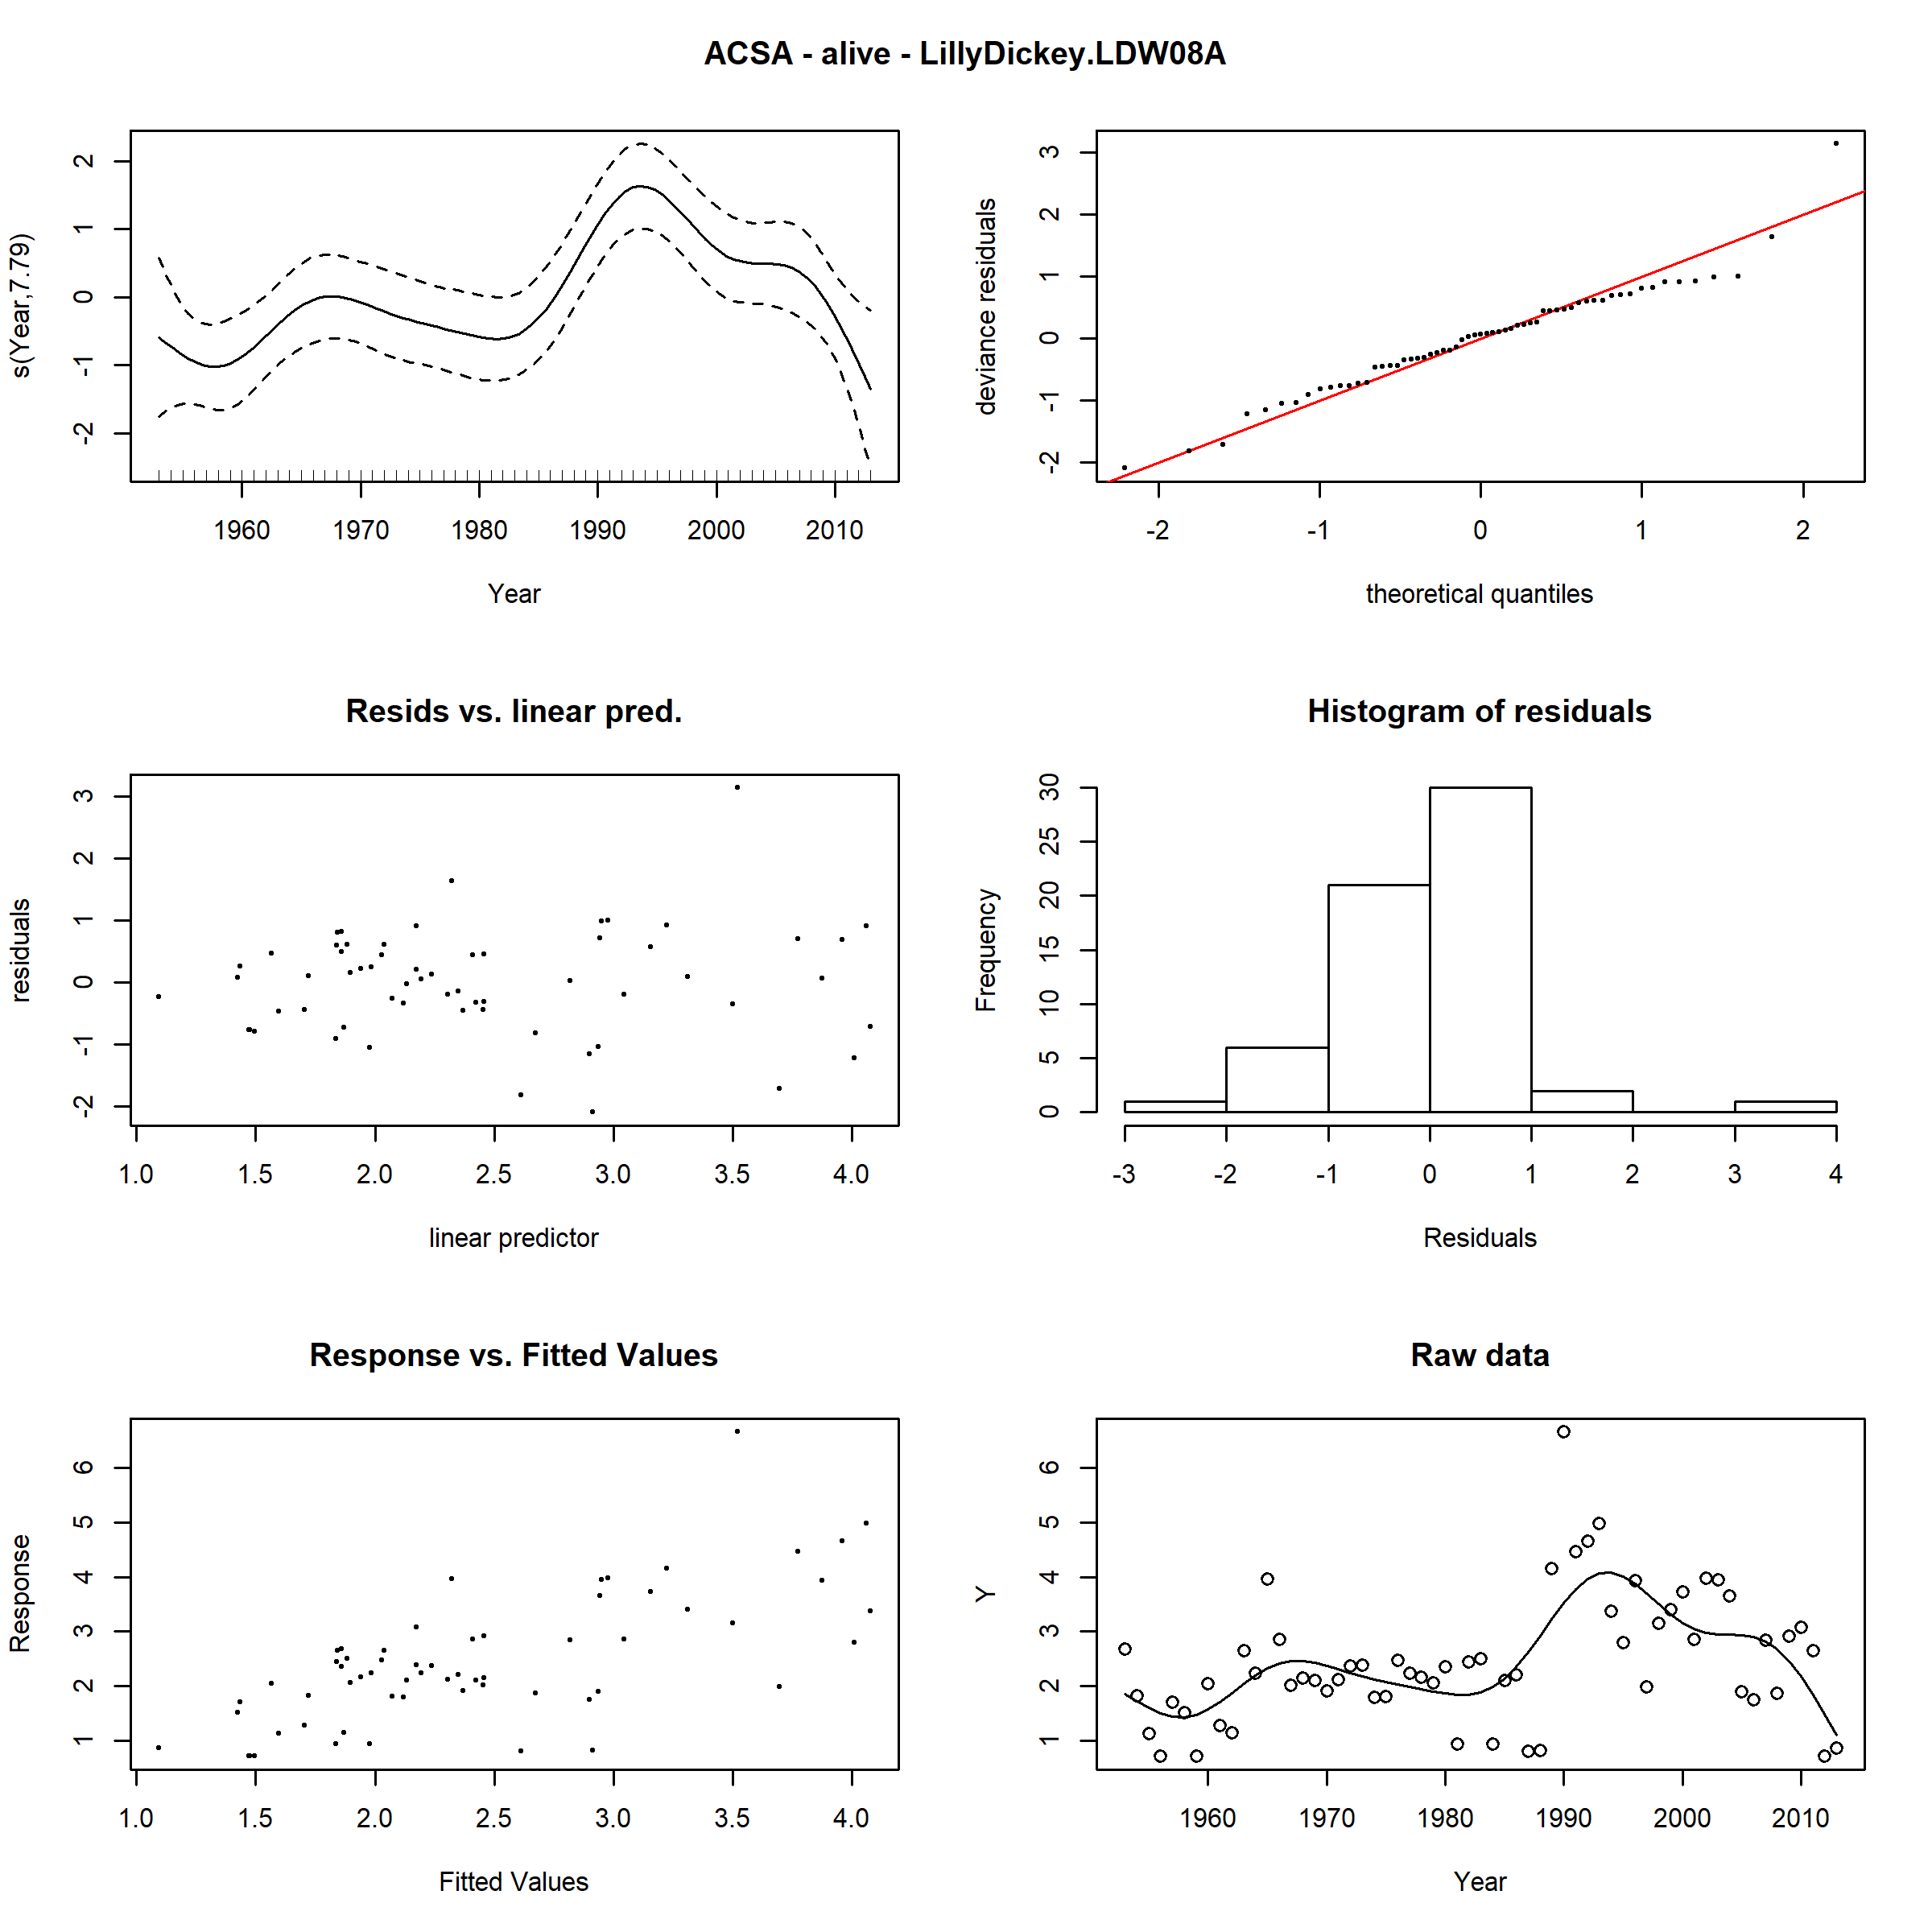 ACSA - alive - LillyDickey.LDW08A
s(Year,7.79)
2
1
0
-1
-2
1960 1970 1980 1990 2000 2010
Year
deviance residuals
3
2
1
0
-1
-2
-2 -1 0 1 2
theoretical quantiles
Resids vs. linear pred.
residuals
3
2
1
0
-1
-2
1.0 1.5 2.0 2.5 3.0 3.5 4.0
linear predictor
Histogram of residuals
Frequency
30
25
20
15
10
5
0
-3 -2 -1 0 1 2 3 4
Residuals
Response vs. Fitted Values
Response
6
5
4
3
2
1
1.0 1.5 2.0 2.5 3.0 3.5 4.0
Fitted Values
Raw data
Y
6
5
4
3
2
1
1960 1970 1980 1990 2000 2010
Year